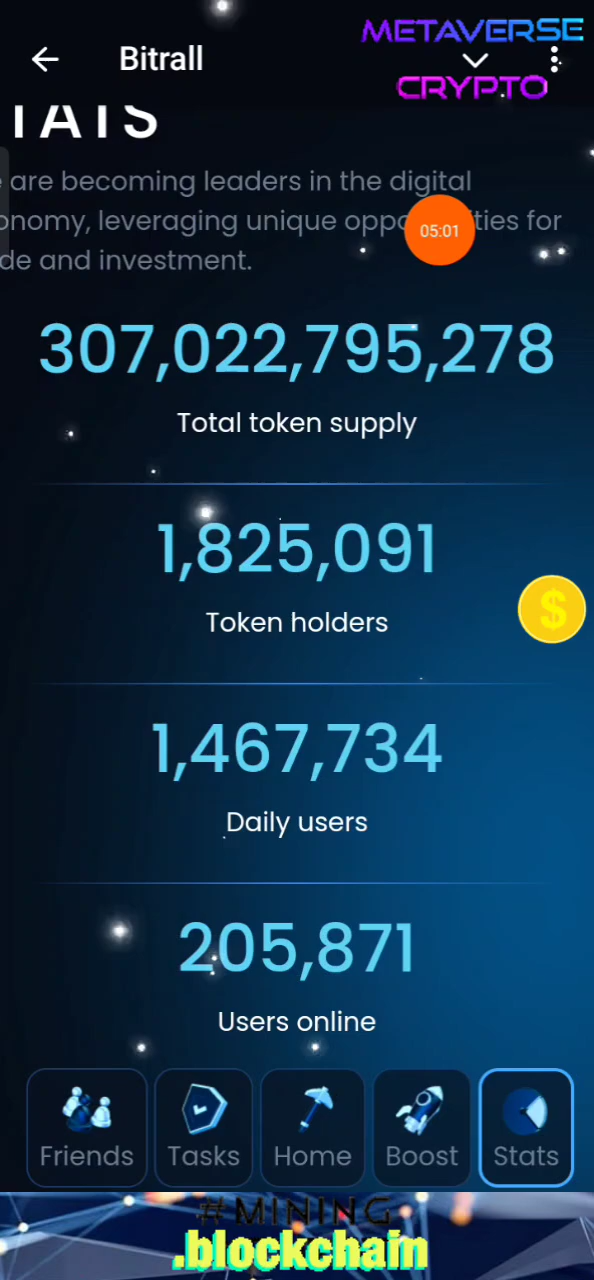 METAVERSE
Bitrall
CRYPTO
TATS
are becoming leaders in the digital
onomy, leveraging unique for
de and investment.
05:01
307,022,795,278
Total token supply
1,825,091
Token holders
$
1,467,734
Daily users
205,871
Users online
Friends Tasks Home Boost Stats
#MINING
.blockchain